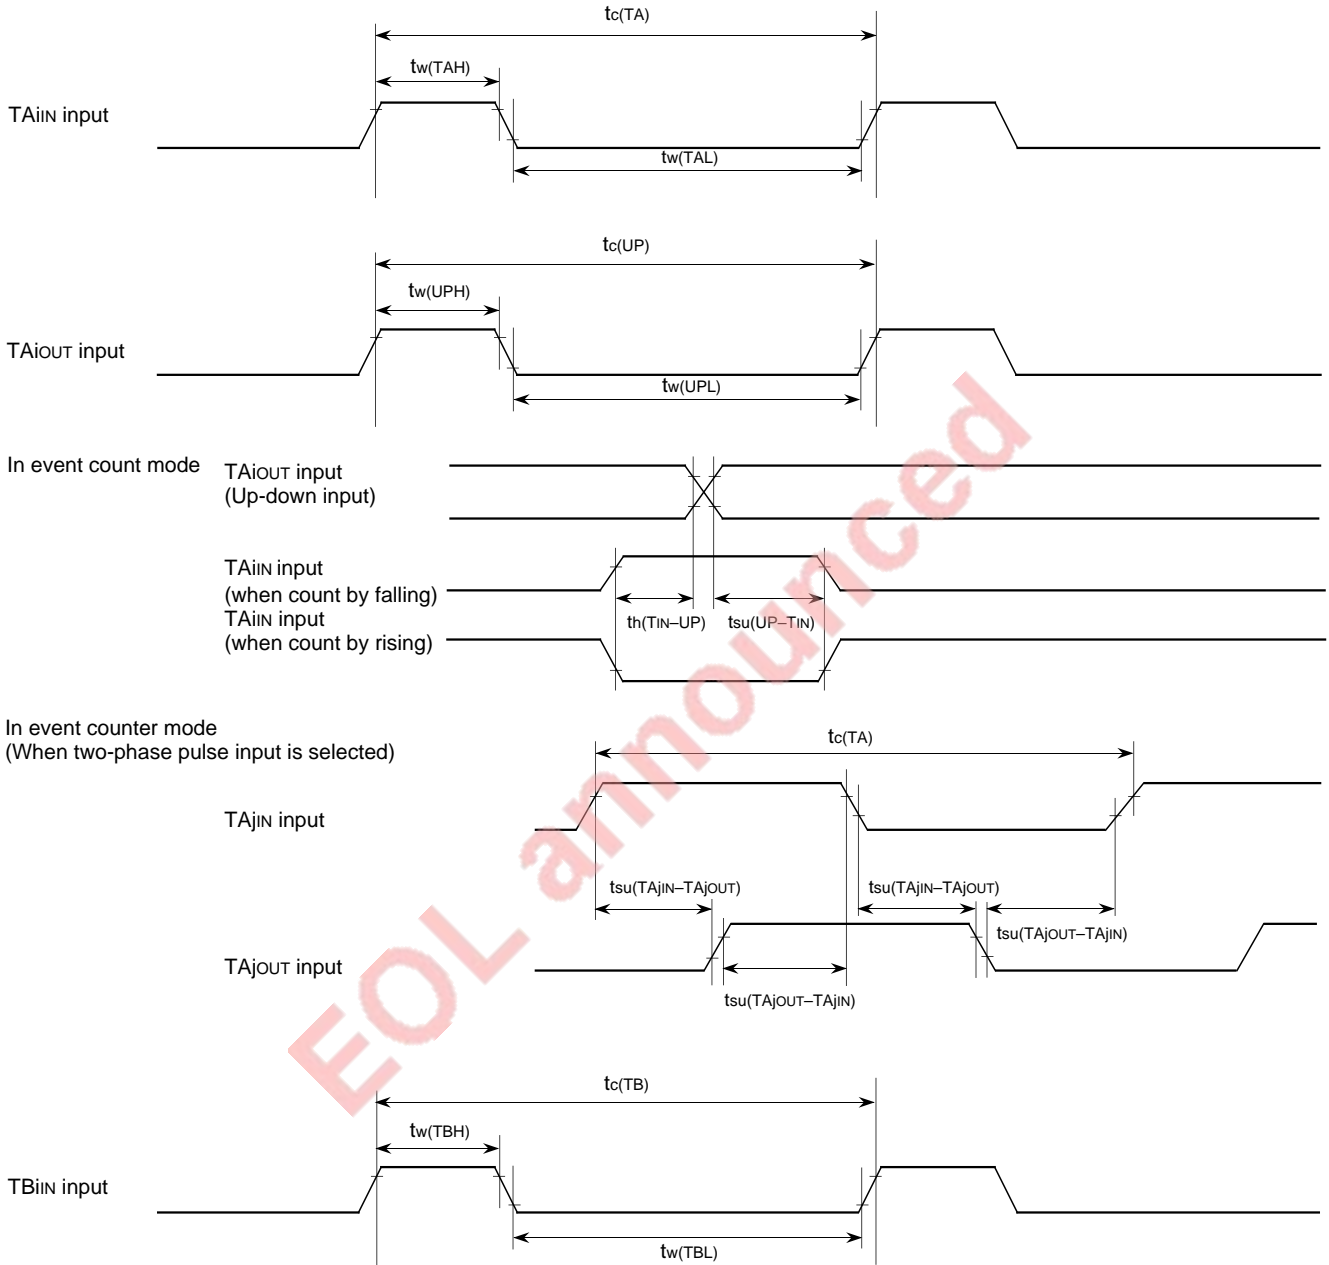 tc(TA)
tw(TAH)
TAiIN input
tw(TAL)
tc(UP)
tw(UPH)
TAiOUT input
tw(UPL)
In event count mode
TAiOUT input
(Up-down input)
TAiIN input
(when count by falling)
th(TIN–UP)
tsu(UP–TIN)
TAiIN input
(when count by rising)
In event counter mode
(When two-phase pulse input is selected)
tc(TA)
TAjIN input
tsu(TAjIN–TAjOUT)
tsu(TAjIN–TAjOUT)
tsu(TAjOUT–TAjIN)
TAjOUT input
tsu(TAjOUT–TAjIN)
tc(TB)
tw(TBH)
TBiIN input
tw(TBL)
EOL announced